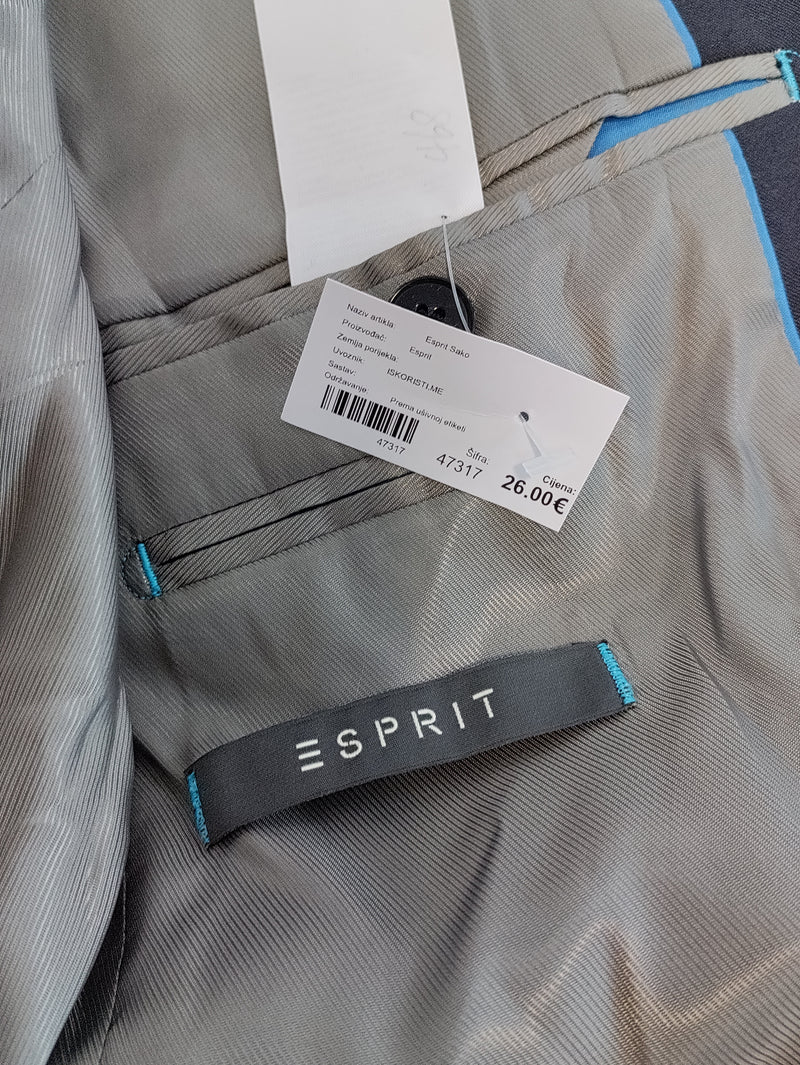 Naziv artikla: Esprit Sako
Proizvođač: Esprit
Zemlja porijekla:
Uvoznik: ISKORISTI.ME
Sastav:
Održavanje: Prema ušivnoj etiketi
47317
Šifra:
47317
Cijena:
26.00€
ESPRIT